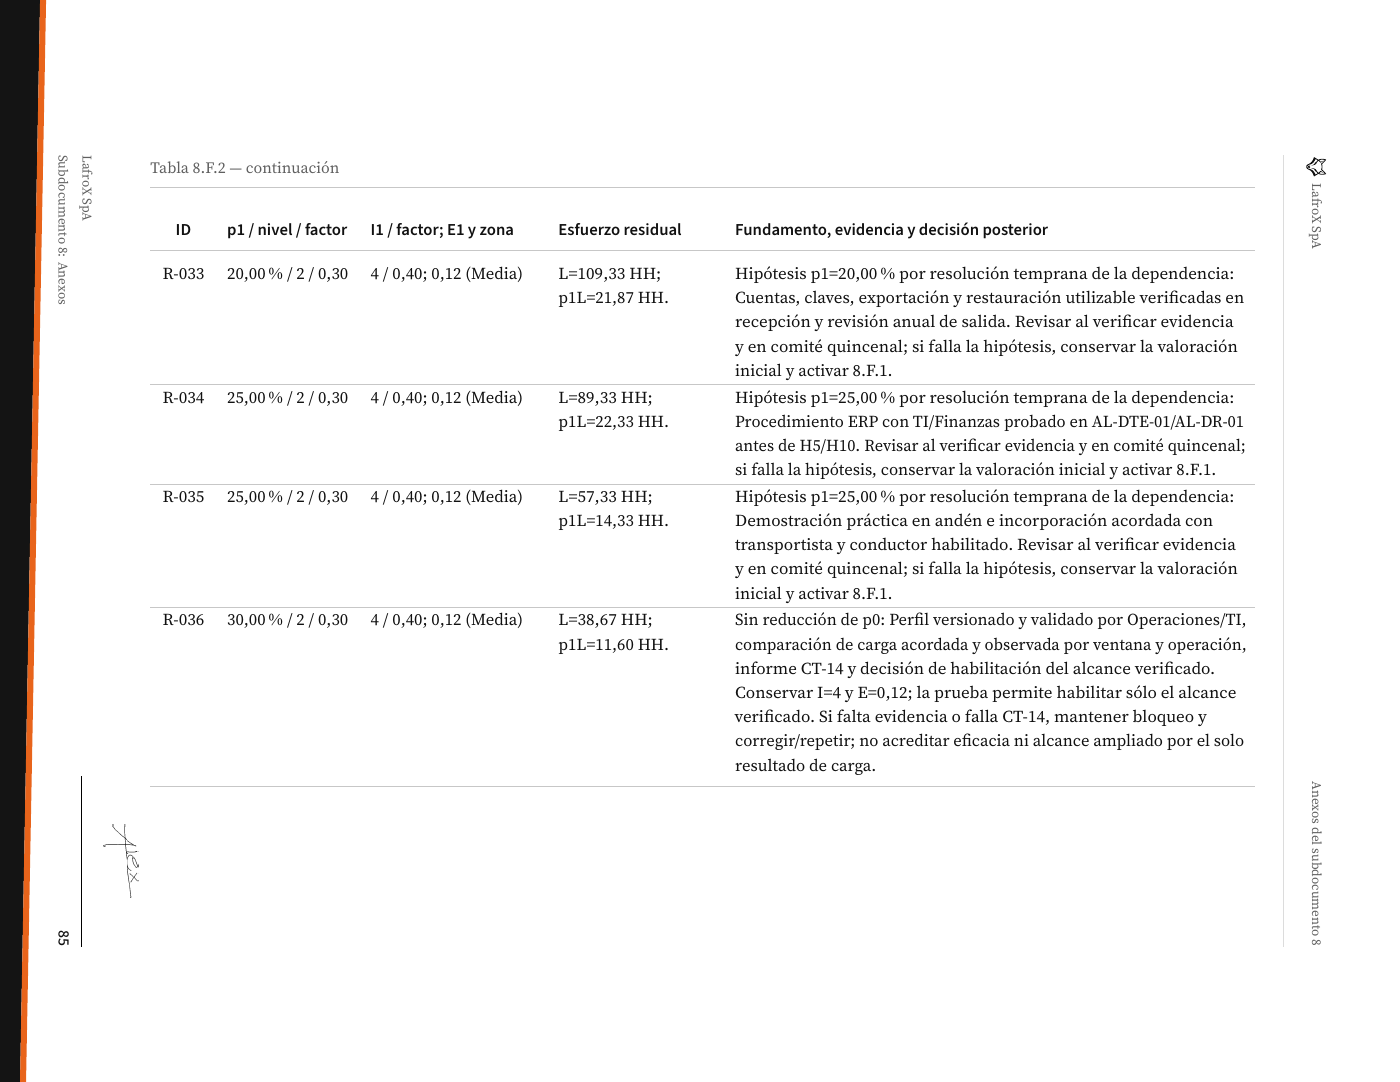 LafroX SpA
Anexos del subdocumento 8
Tabla 8.F.2 — continuación
ID p1 / nivel / factor I1 / factor; E1 y zona Esfuerzo residual Fundamento, evidencia y decisión posterior
R-033 20,00 % / 2 / 0,30 4 / 0,40; 0,12 (Media) L=109,33 HH; Hipótesis p1=20,00 % por resolución temprana de la dependencia:
p1L=21,87 HH. Cuentas, claves, exportación y restauración utilizable verificadas en
recepción y revisión anual de salida. Revisar al verificar evidencia
y en comité quincenal; si falla la hipótesis, conservar la valoración
inicial y activar 8.F.1.
R-034 25,00 % / 2 / 0,30 4 / 0,40; 0,12 (Media) L=89,33 HH; Hipótesis p1=25,00 % por resolución temprana de la dependencia:
p1L=22,33 HH. Procedimiento ERP con TI/Finanzas probado en AL-DTE-01/AL-DR-01
antes de H5/H10. Revisar al verificar evidencia y en comité quincenal;
si falla la hipótesis, conservar la valoración inicial y activar 8.F.1.
R-035 25,00 % / 2 / 0,30 4 / 0,40; 0,12 (Media) L=57,33 HH; Hipótesis p1=25,00 % por resolución temprana de la dependencia:
p1L=14,33 HH. Demostración práctica en andén e incorporación acordada con
transportista y conductor habilitado. Revisar al verificar evidencia
y en comité quincenal; si falla la hipótesis, conservar la valoración
inicial y activar 8.F.1.
R-036 30,00 % / 2 / 0,30 4 / 0,40; 0,12 (Media) L=38,67 HH; Sin reducción de p0: Perfil versionado y validado por Operaciones/TI,
p1L=11,60 HH. comparación de carga acordada y observada por ventana y operación,
informe CT-14 y decisión de habilitación del alcance verificado.
Conservar I=4 y E=0,12; la prueba permite habilitar sólo el alcance
verificado. Si falta evidencia o falla CT-14, mantener bloqueo y
corregir/repetir; no acreditar eficacia ni alcance ampliado por el solo
resultado de carga.
Aleix
LafroX SpA
Subdocumento 8: Anexos
85